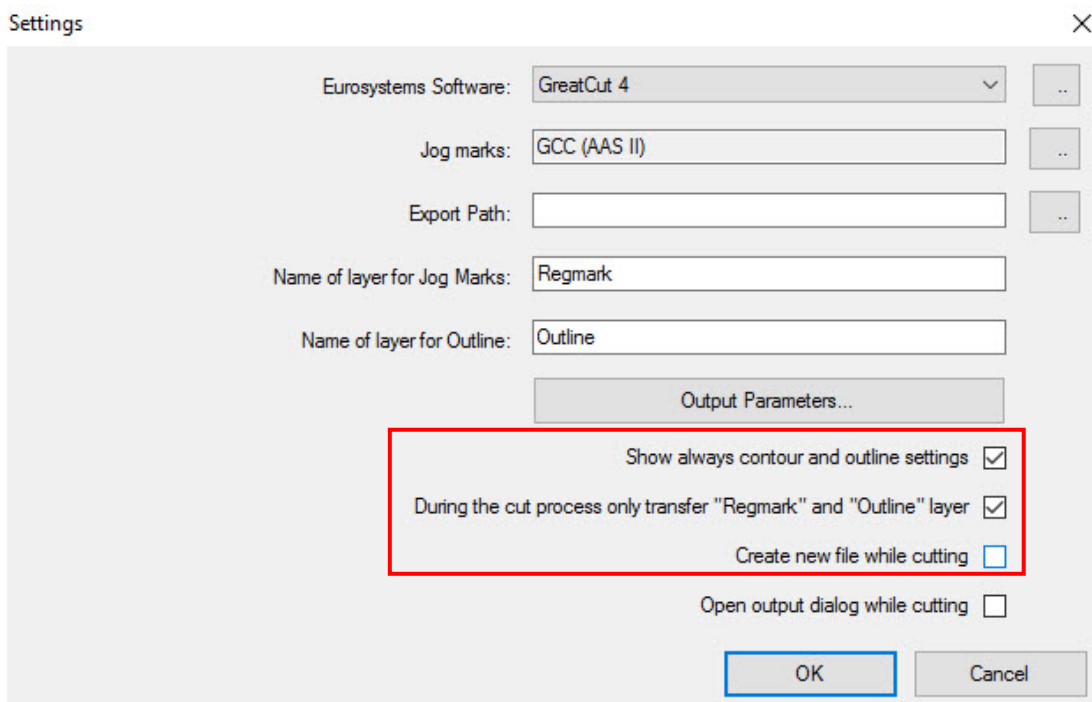 Settings
Eurosystems Software: GreatCut 4 ..
Jog marks: GCC (AAS II) ..
Export Path: ..
Name of layer for Jog Marks: Regmark
Name of layer for Outline: Outline
Output Parameters...
Show always contour and outline settings
During the cut process only transfer "Regmark" and "Outline" layer
Create new file while cutting
Open output dialog while cutting
OK Cancel